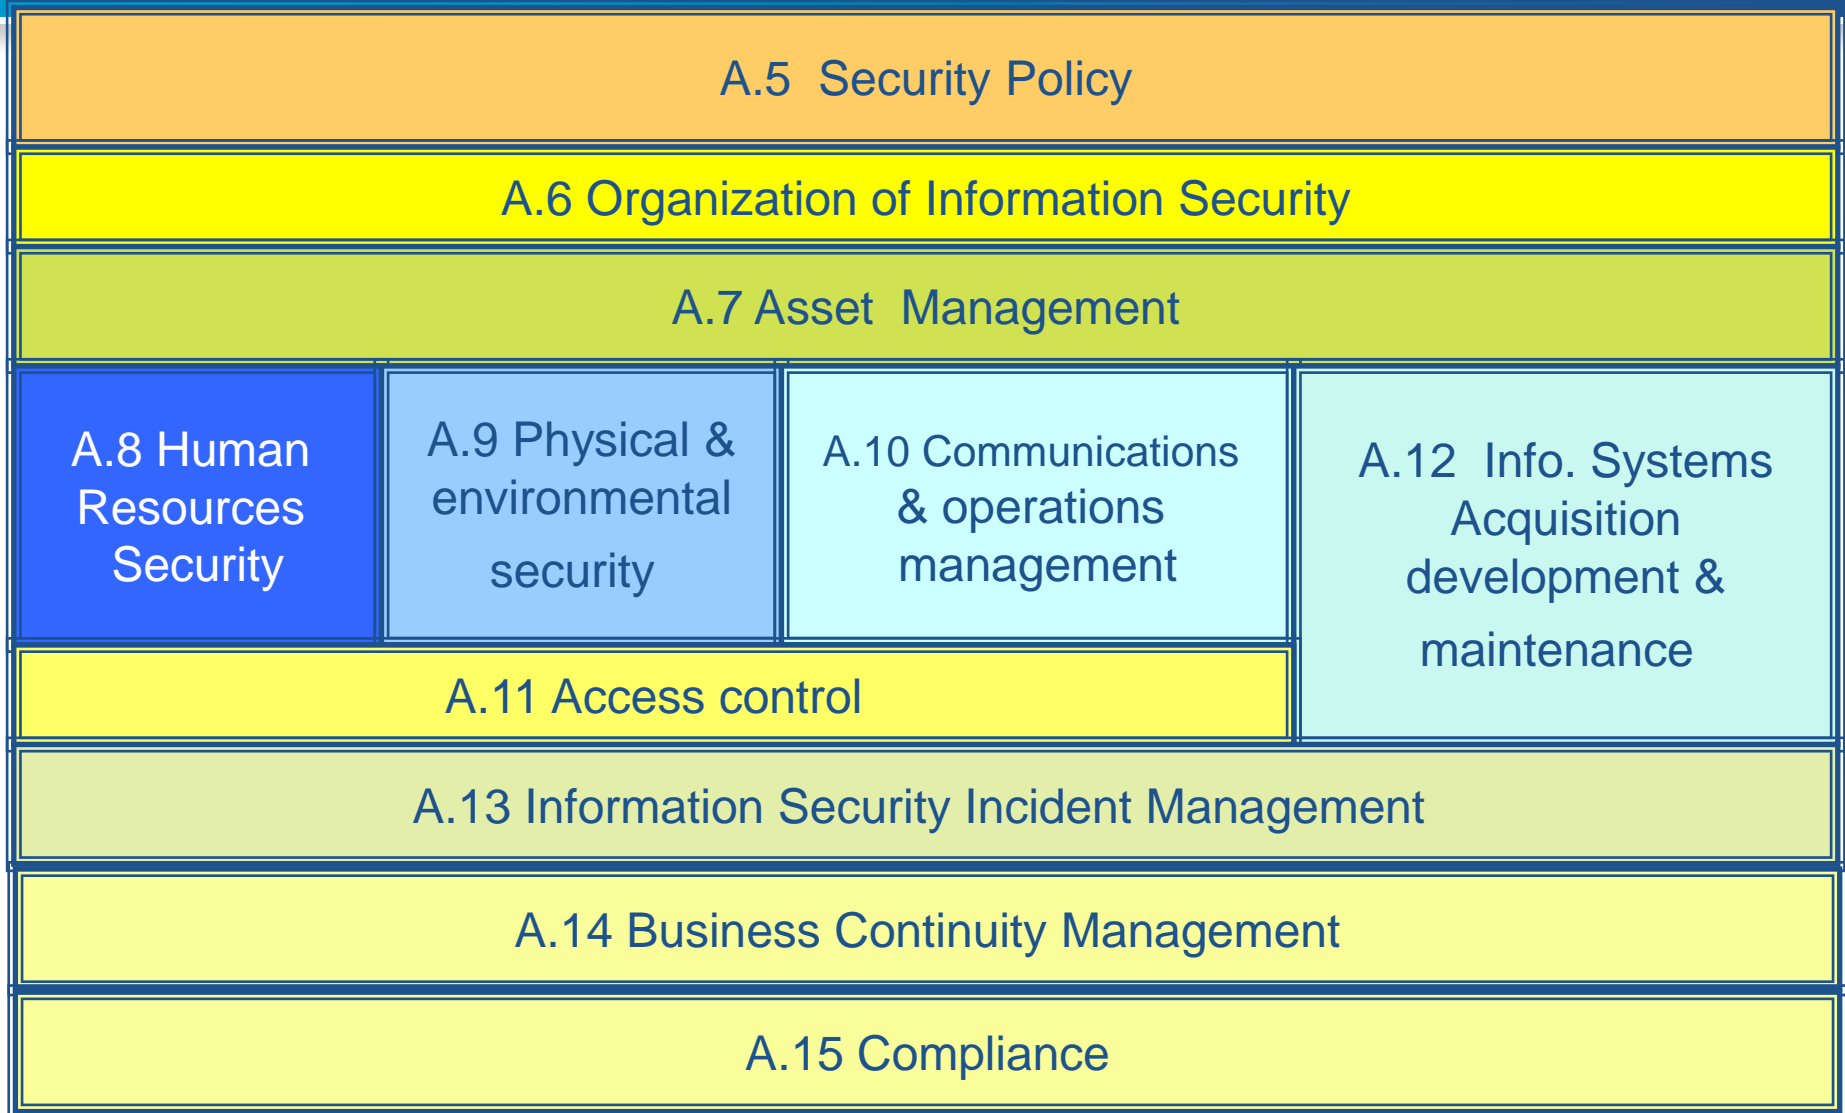 A.5 Security Policy
A.6 Organization of Information Security
A.7 Asset Management
A.8 Human
Resources
Security
A.9 Physical &
environmental
security
A.10 Communications
& operations
management
A.12 Info. Systems
Acquisition
development &
maintenance
A.11 Access control
A.13 Information Security Incident Management
A.14 Business Continuity Management
A.15 Compliance